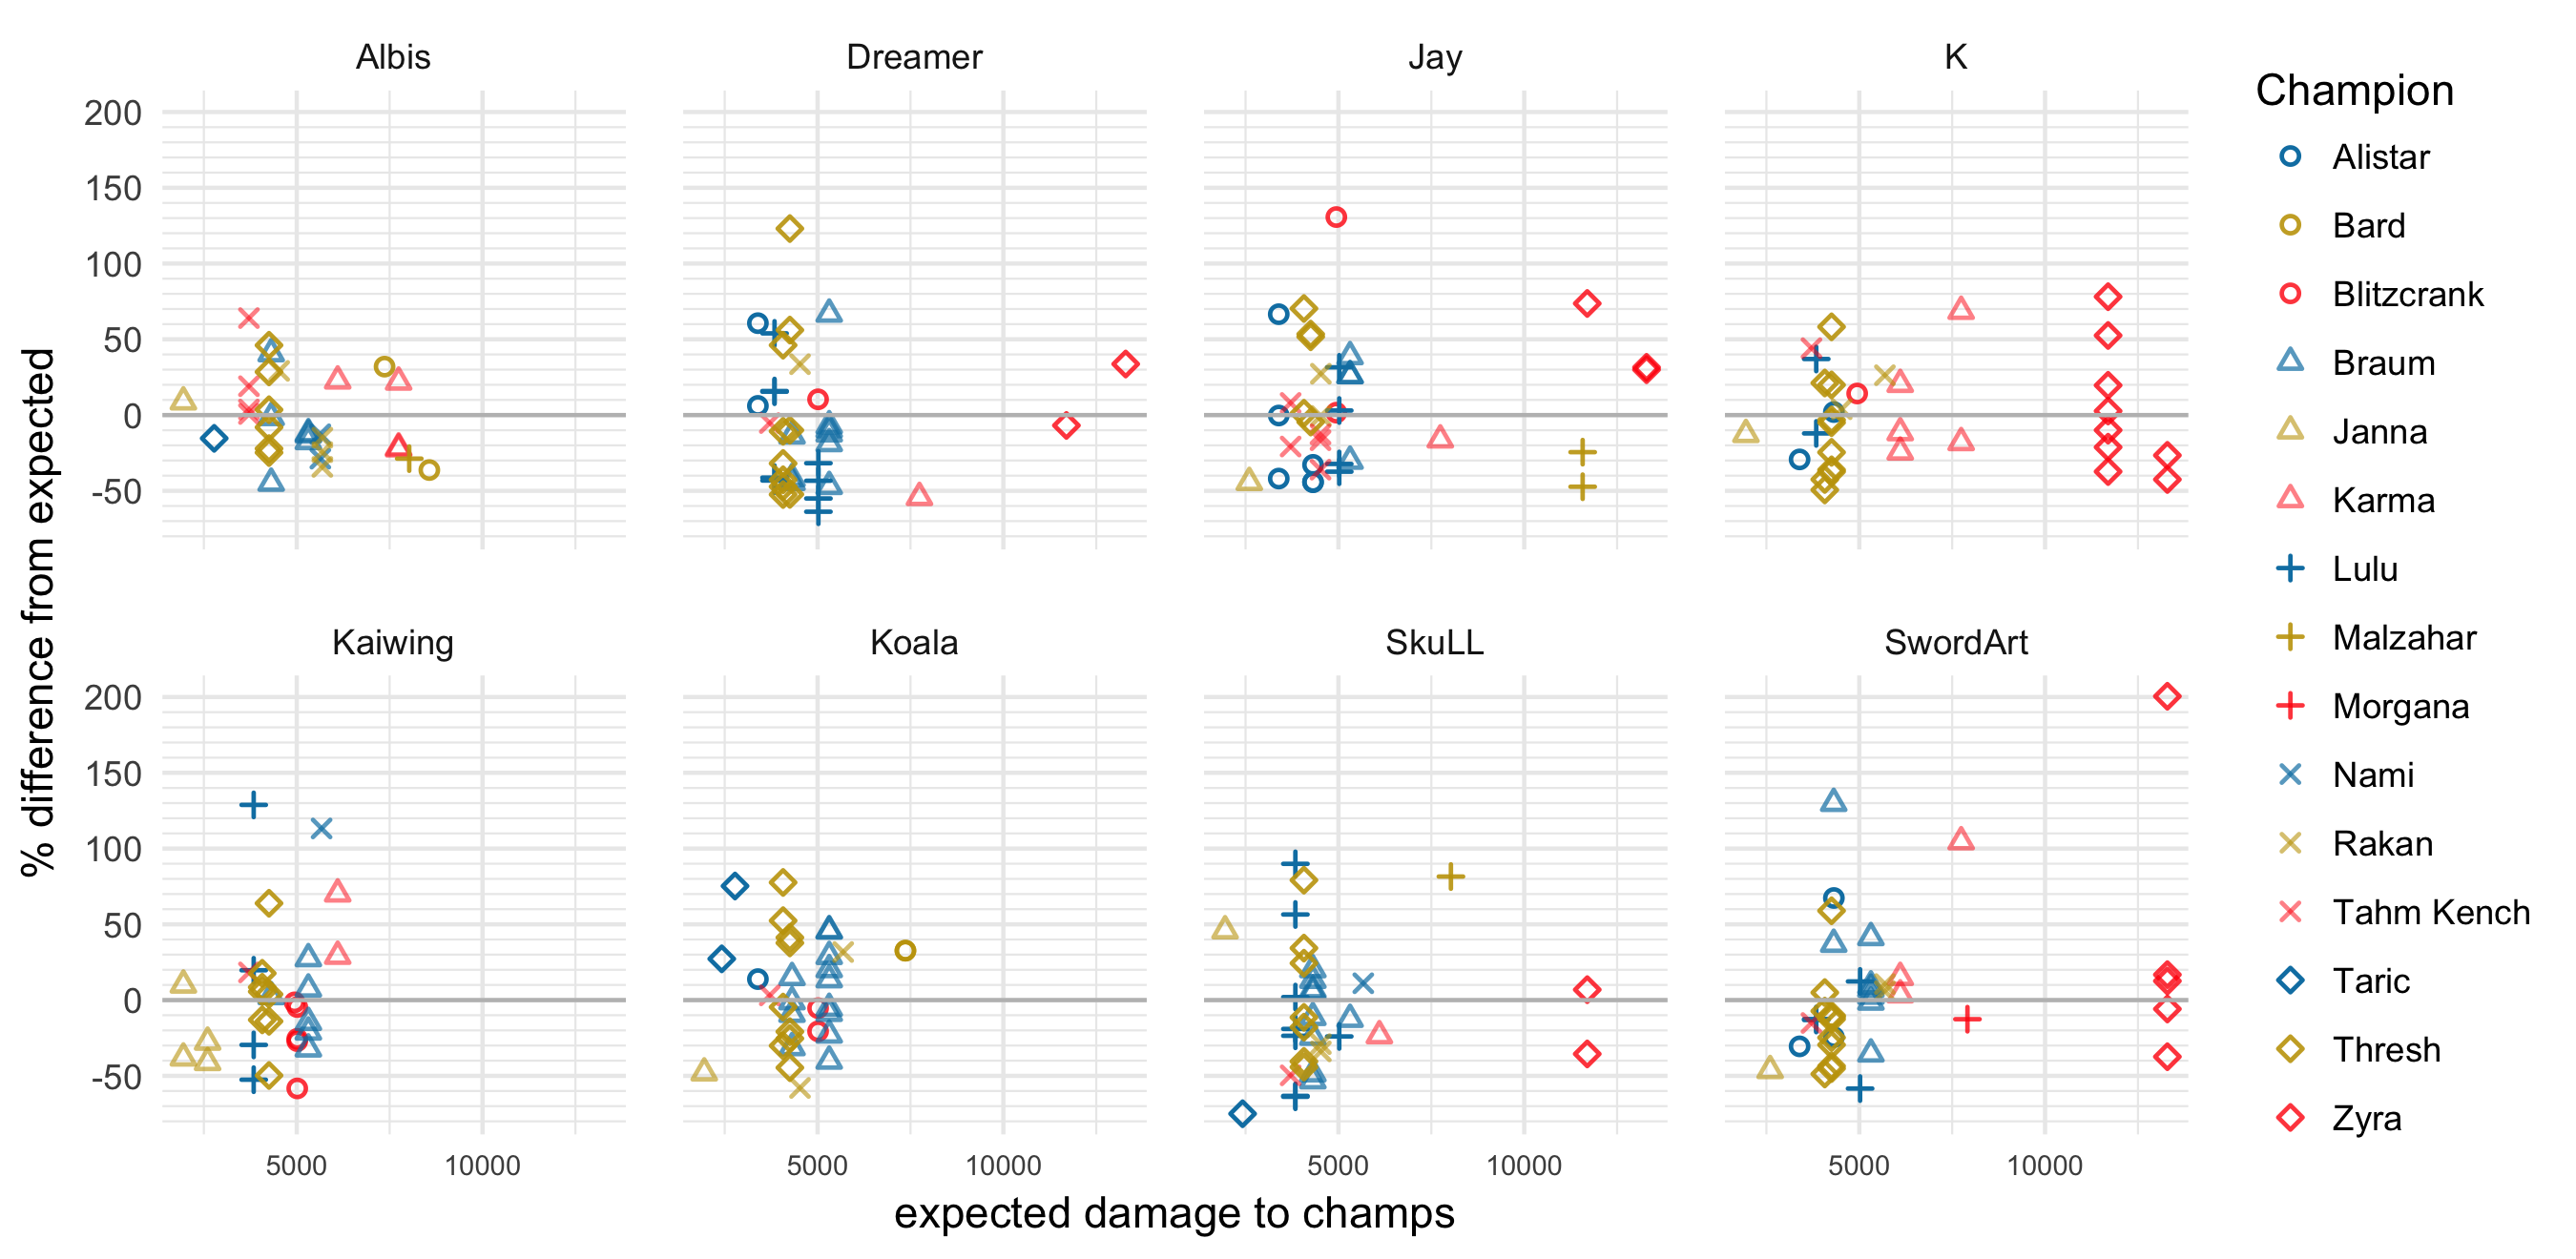 Albis
Dreamer
Jay
K
200
150
100
50
0
-50
Kaiwing
Koala
SkuLL
SwordArt
200
150
100
50
0
-50
5000
10000
5000
10000
5000
10000
5000
10000
expected damage to champs
% difference from expected
Champion
Alistar
Bard
Blitzcrank
Braum
Janna
Karma
Lulu
Malzahar
Morgana
Nami
Rakan
Tahm Kench
Taric
Thresh
Zyra